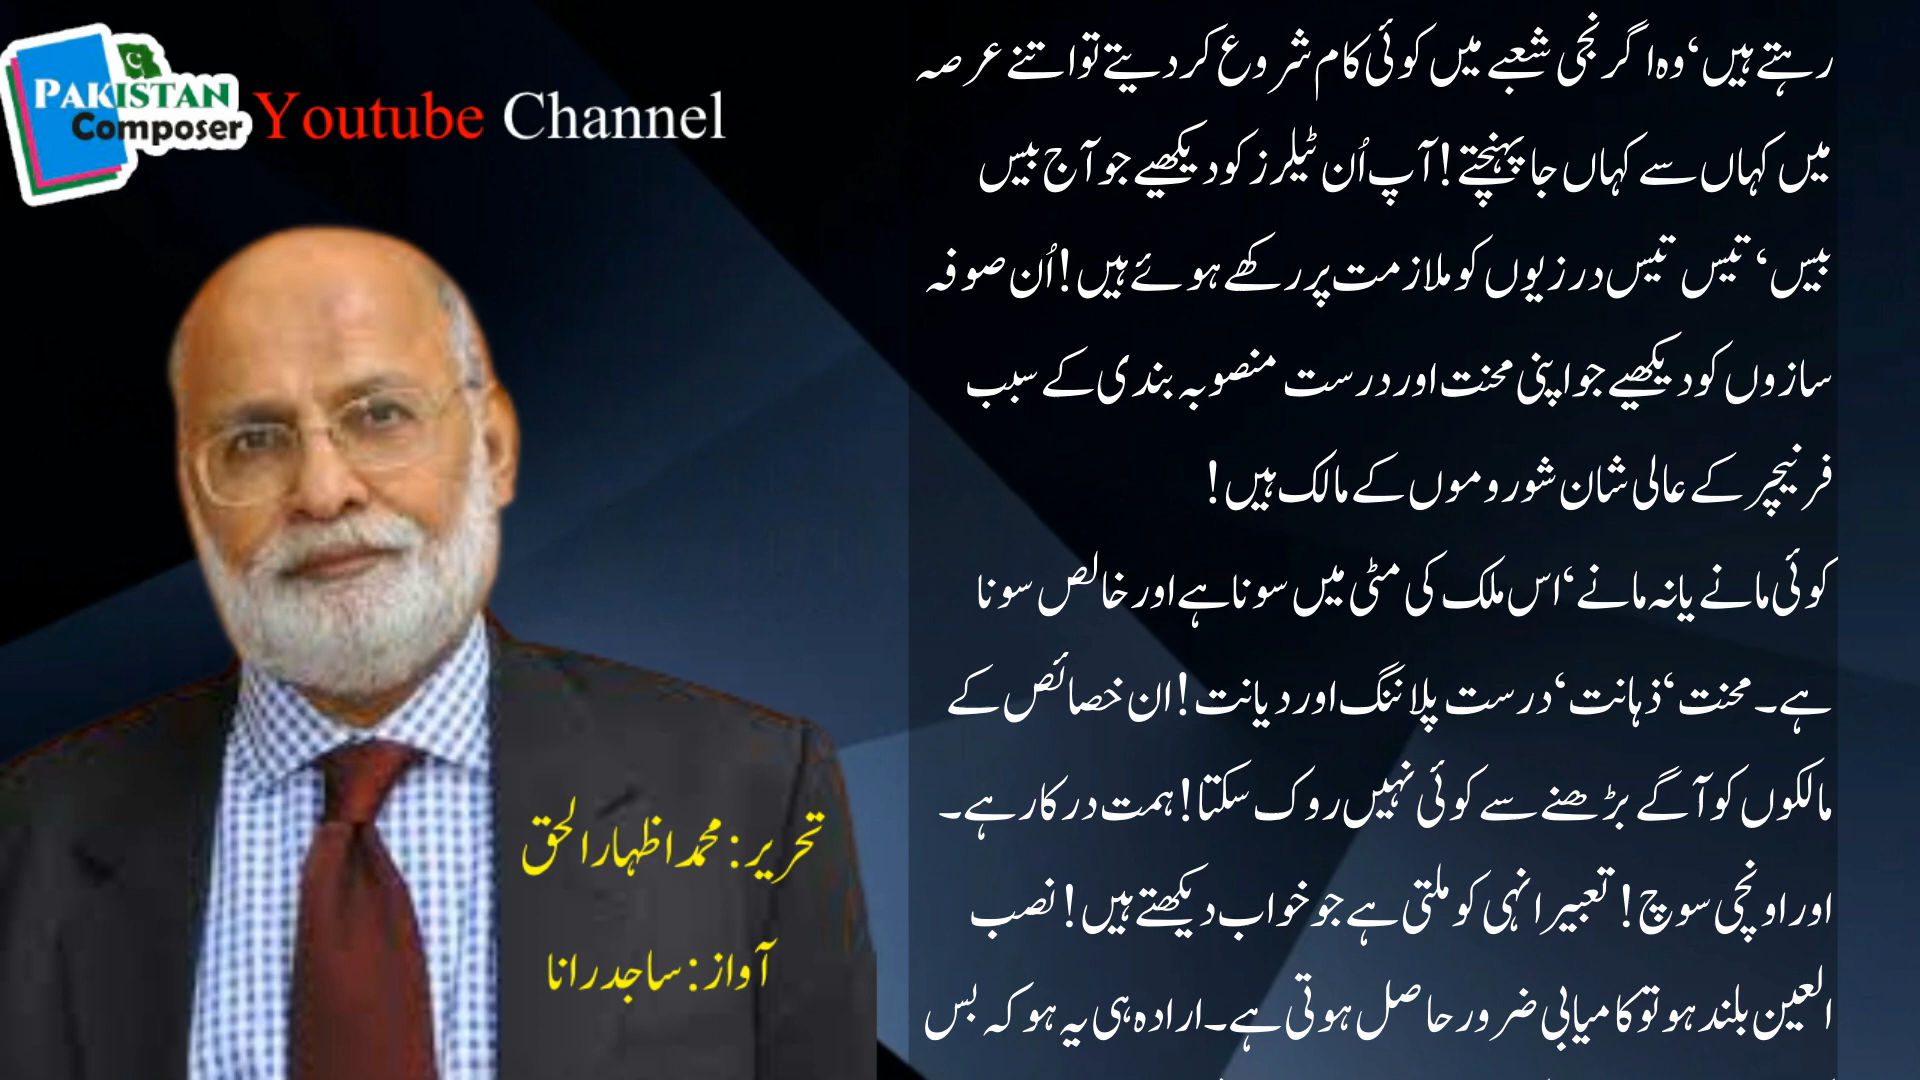 PAKISTAN
Composer
Youtube Channel
رہتے ہیں‘ وہ اگر نجی شعبے میں کوئی کام شروع کر دیتے تو اتنے عرصہ
میں کہاں سے کہاں جا پہنچتے! آپ اُن ٹیلرز کو دیکھیے جو آج بیس
بیس‘ تیس تیس درزیوں کو ملازمت پر رکھے ہوئے ہیں! اُن صوفہ
سازوں کو دیکھیے جو اپنی محنت اور درست منصوبہ بندی کے سبب
فرنیچر کے عالی شان شوروموں کے مالک ہیں!
کوئی مانے یا نہ مانے‘ اس ملک کی مٹی میں سونا ہے اور خالص سونا
ہے۔ محنت‘ ذہانت‘ درست پلاننگ اور دیانت! ان خصائص کے
مالکوں کو آگے بڑھنے سے کوئی نہیں روک سکتا! ہمت درکار ہے۔
اور اونچی سوچ! تعبیر انہی کو ملتی ہے جو خواب دیکھتے ہیں! نصب
العین بلند ہو تو کامیابی ضرور حاصل ہوتی ہے۔ ارادہ ہی یہ ہو کہ بس
تحریر: محمد اظہارالحق
آواز: ساجد رانا